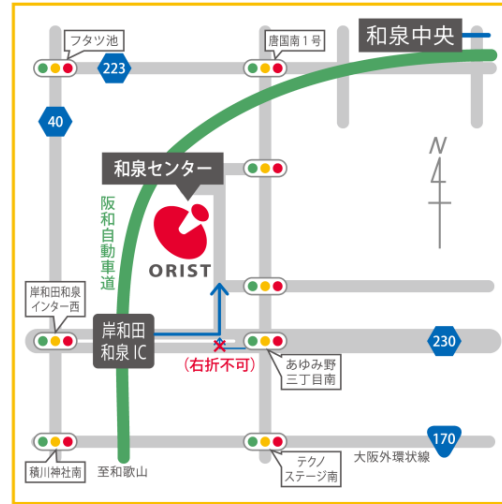 フタツ池
223
唐国南1号
和泉中央
40
N
和泉センター
阪和自動車道
ORIST
岸和田和泉
インター西
岸和田
和泉IC
(右折不可)
あゆみ野
三丁目南
230
積川神社南
至和歌山
テクノ
ステージ南
大阪外環状線
170